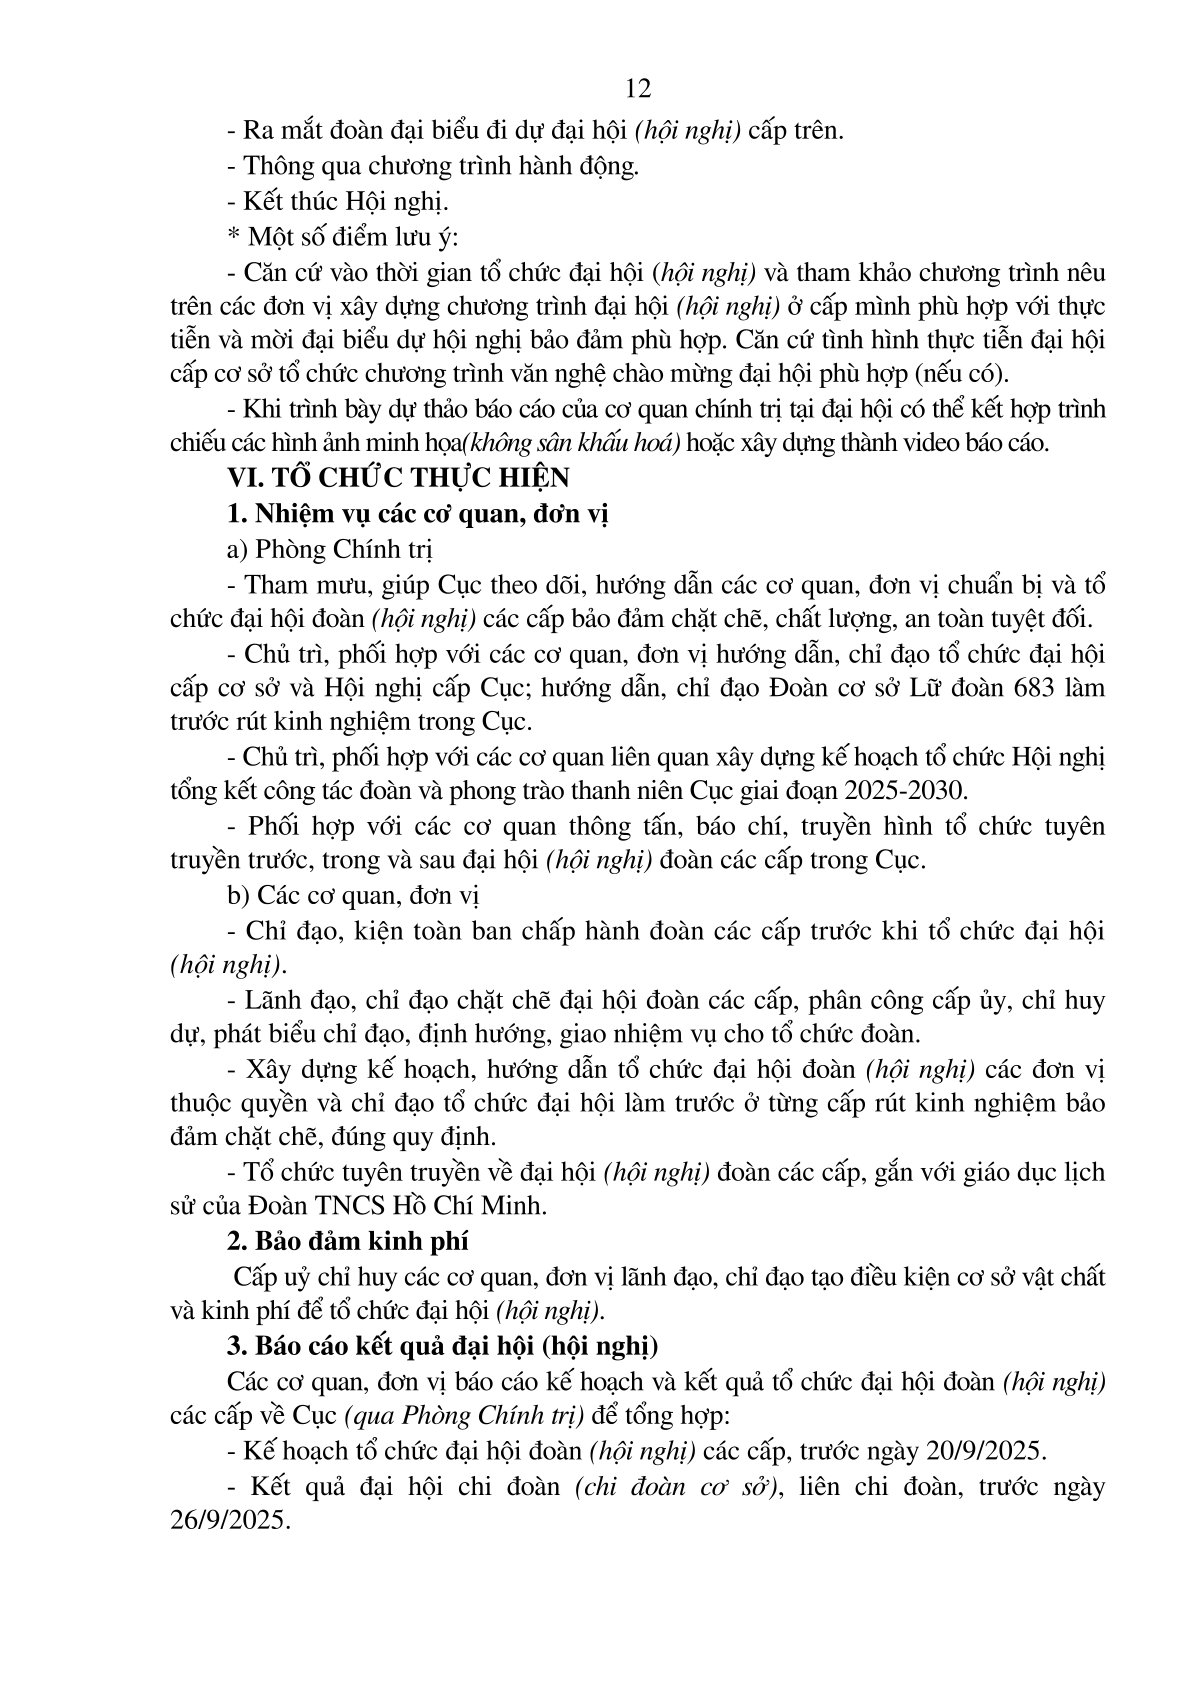 12
- Ra mắt đoàn đại biểu đi dự đại hội (hội nghị) cấp trên.
- Thông qua chương trình hành động.
- Kết thúc Hội nghị.
* Một số điểm lưu ý:
- Căn cứ vào thời gian tổ chức đại hội (hội nghị) và tham khảo chương trình nêu
trên các đơn vị xây dựng chương trình đại hội (hội nghị) ở cấp mình phù hợp với thực
tiễn và mời đại biểu dự hội nghị bảo đảm phù hợp. Căn cứ tình hình thực tiễn đại hội
cấp cơ sở tổ chức chương trình văn nghệ chào mừng đại hội phù hợp (nếu có).
- Khi trình bày dự thảo báo cáo của cơ quan chính trị tại đại hội có thể kết hợp trình
chiếu các hình ảnh minh họa(không sân khấu hoá) hoặc xây dựng thành video báo cáo.
VI. TỔ CHỨC THỰC HIỆN
1. Nhiệm vụ các cơ quan, đơn vị
a) Phòng Chính trị
- Tham mưu, giúp Cục theo dõi, hướng dẫn các cơ quan, đơn vị chuẩn bị và tổ
chức đại hội đoàn (hội nghị) các cấp bảo đảm chặt chẽ, chất lượng, an toàn tuyệt đối.
- Chủ trì, phối hợp với các cơ quan, đơn vị hướng dẫn, chỉ đạo tổ chức đại hội
cấp cơ sở và Hội nghị cấp Cục; hướng dẫn, chỉ đạo Đoàn cơ sở Lữ đoàn 683 làm
trước rút kinh nghiệm trong Cục.
- Chủ trì, phối hợp với các cơ quan liên quan xây dựng kế hoạch tổ chức Hội nghị
tổng kết công tác đoàn và phong trào thanh niên Cục giai đoạn 2025-2030.
- Phối hợp với các cơ quan thông tấn, báo chí, truyền hình tổ chức tuyên
truyền trước, trong và sau đại hội (hội nghị) đoàn các cấp trong Cục.
b) Các cơ quan, đơn vị
- Chỉ đạo, kiện toàn ban chấp hành đoàn các cấp trước khi tổ chức đại hội
(hội nghị).
- Lãnh đạo, chỉ đạo chặt chẽ đại hội đoàn các cấp, phân công cấp ủy, chỉ huy
dự, phát biểu chỉ đạo, định hướng, giao nhiệm vụ cho tổ chức đoàn.
- Xây dựng kế hoạch, hướng dẫn tổ chức đại hội đoàn (hội nghị) các đơn vị
thuộc quyền và chỉ đạo tổ chức đại hội làm trước ở từng cấp rút kinh nghiệm bảo
đảm chặt chẽ, đúng quy định.
- Tổ chức tuyên truyền về đại hội (hội nghị) đoàn các cấp, gắn với giáo dục lịch
sử của Đoàn TNCS Hồ Chí Minh.
2. Bảo đảm kinh phí
Cấp uỷ chỉ huy các cơ quan, đơn vị lãnh đạo, chỉ đạo tạo điều kiện cơ sở vật chất
và kinh phí để tổ chức đại hội (hội nghị).
3. Báo cáo kết quả đại hội (hội nghị)
Các cơ quan, đơn vị báo cáo kế hoạch và kết quả tổ chức đại hội đoàn (hội nghị)
các cấp về Cục (qua Phòng Chính trị) để tổng hợp:
- Kế hoạch tổ chức đại hội đoàn (hội nghị) các cấp, trước ngày 20/9/2025.
- Kết quả đại hội chi đoàn (chi đoàn cơ sở), liên chi đoàn, trước ngày
26/9/2025.